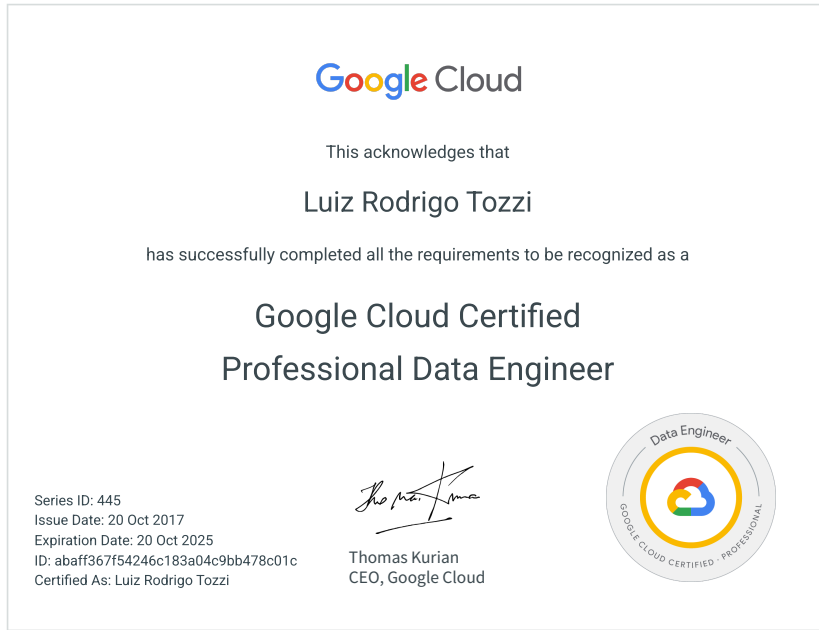 Google Cloud
This acknowledges that
Luiz Rodrigo Tozzi
has successfully completed all the requirements to be recognized as a
Google Cloud Certified
Professional Data Engineer
Series ID: 445
Issue Date: 20 Oct 2017
Expiration Date: 20 Oct 2025
ID: abaff367f54246c183a04c9bb478c01c
Certified As: Luiz Rodrigo Tozzi
Thomas Kurian
CEO, Google Cloud
Data Engineer
GOOGLE CLOUD CERTIFIED · PROFESSIONAL